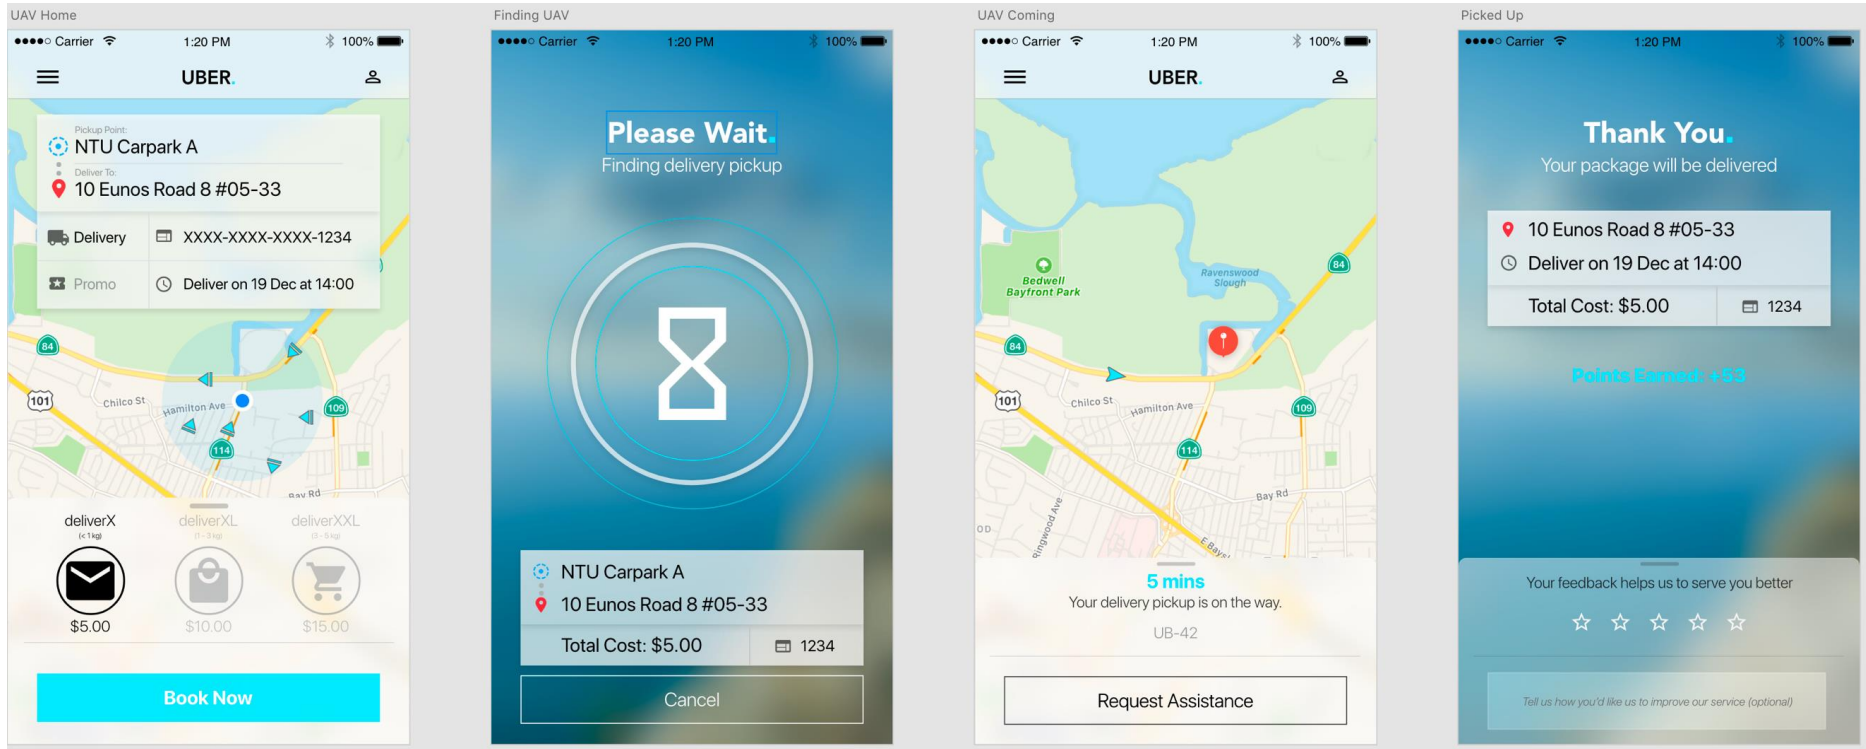 UAV Home
Carrier 1:20 PM 100%
UBER.
Pickup Point:
NTU Carpark A
Deliver To:
10 Eunos Road 8 #05-33
Delivery XXXX-XXXX-XXXX-1234
Promo Deliver on 19 Dec at 14:00
84
101
Chilco St
Hamilton Ave
109
114
Bay Rd
deliverX deliverXL deliverXXL
(< 1 kg) (1 - 3 kg) (3 - 5 kg)
$5.00 $10.00 $15.00
Book Now
Finding UAV
Carrier 1:20 PM 100%
Please Wait.
Finding delivery pickup
NTU Carpark A
10 Eunos Road 8 #05-33
Total Cost: $5.00 1234
Cancel
UAV Coming
Carrier 1:20 PM 100%
UBER.
84
Ravenswood
Slough
Bedwell
Bayfront Park
84
101
Chilco St
Hamilton Ave
109
114
Bay Rd
Ringwood Ave
OD
5 mins
Your delivery pickup is on the way.
UB-42
Request Assistance
Picked Up
Carrier 1:20 PM 100%
Thank You.
Your package will be delivered
10 Eunos Road 8 #05-33
Deliver on 19 Dec at 14:00
Total Cost: $5.00 1234
Points Earned: +53
Your feedback helps us to serve you better
Tell us how you'd like us to improve our service (optional)